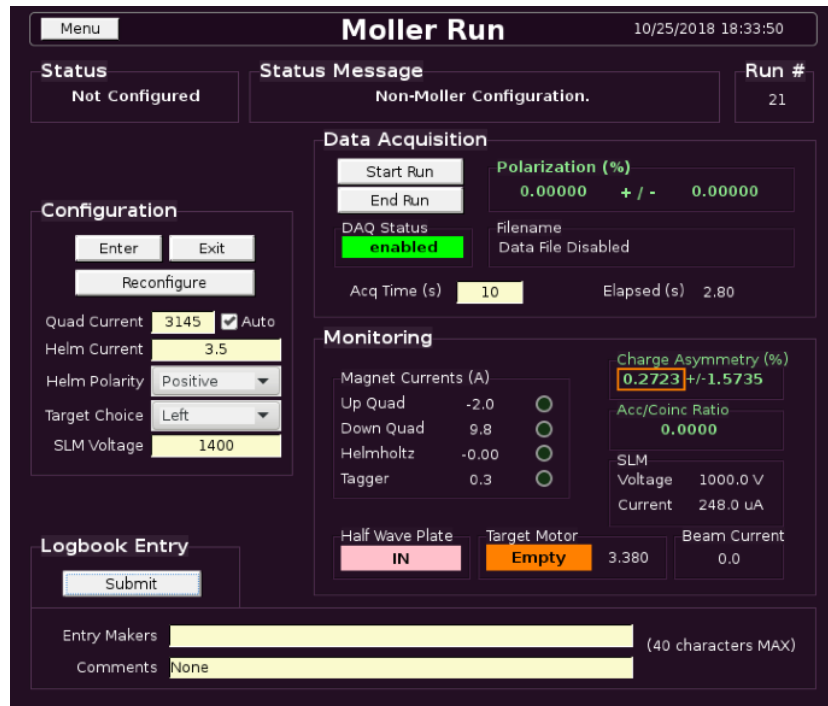 Menu
Moller Run
10/25/2018 18:33:50
Status
Not Configured
Status Message
Non-Moller Configuration.
Run #
21
Data Acquisition
Start Run
End Run
Polarization (%)
0.00000 +/- 0.00000
DAQ Status
enabled
Filename
Data File Disabled
Acq Time (s) 10
Elapsed (s) 2.80
Configuration
Enter
Exit
Reconfigure
Quad Current 3145 Auto
Helm Current 3.5
Helm Polarity Positive
Target Choice Left
SLM Voltage 1400
Monitoring
Magnet Currents (A)
Up Quad -2.0
Down Quad 9.8
Helmholtz -0.00
Tagger 0.3
Charge Asymmetry (%)
0.2723 +/-1.5735
Acc/Coinc Ratio
0.0000
SLM
Voltage 1000.0 V
Current 248.0 uA
Half Wave Plate
IN
Target Motor
Empty 3.380
Beam Current
0.0
Logbook Entry
Submit
Entry Makers
(40 characters MAX)
Comments None